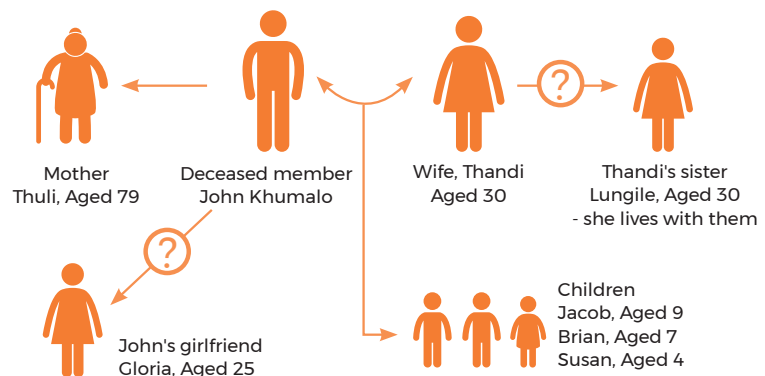 ?
Mother
Thuli, Aged 79
Deceased member
John Khumalo
Wife, Thandi
Aged 30
Thandi's sister
Lungile, Aged 30
- she lives with them
?
John's girlfriend
Gloria, Aged 25
Children
Jacob, Aged 9
Brian, Aged 7
Susan, Aged 4